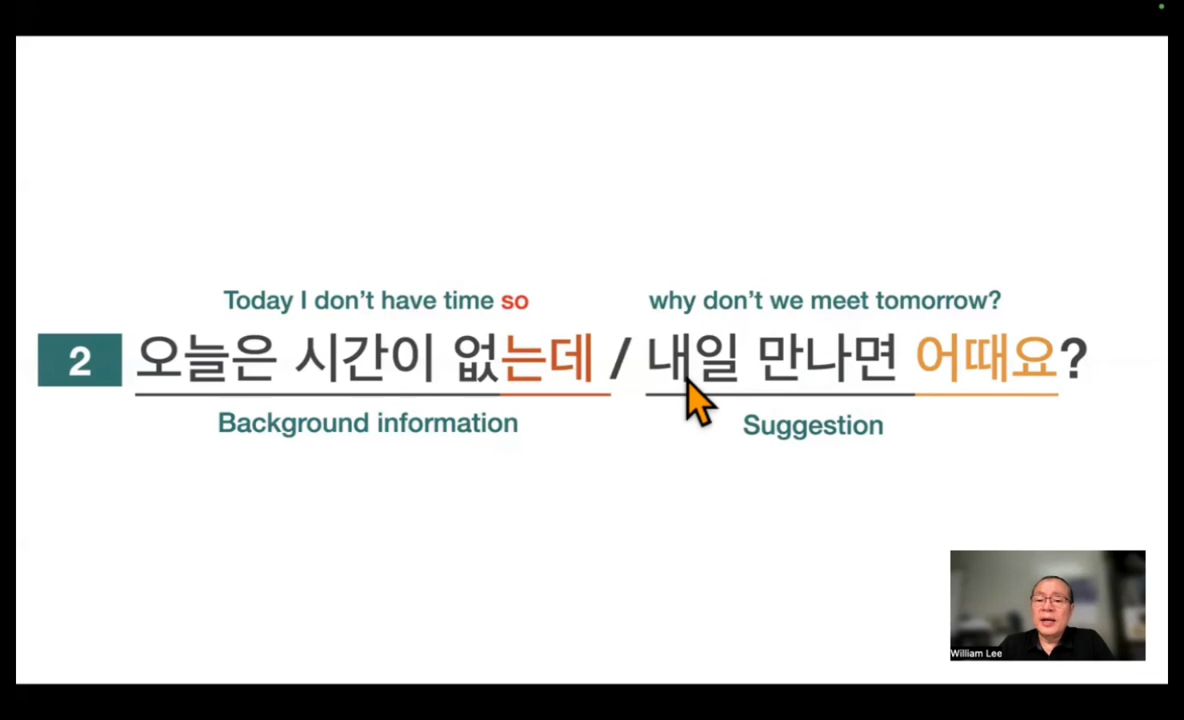 Today I don't have time so why don't we meet tomorrow?
2 오늘은 시간이 없는데 / 내일 만나면 어때요?
Background information Suggestion
William Lee